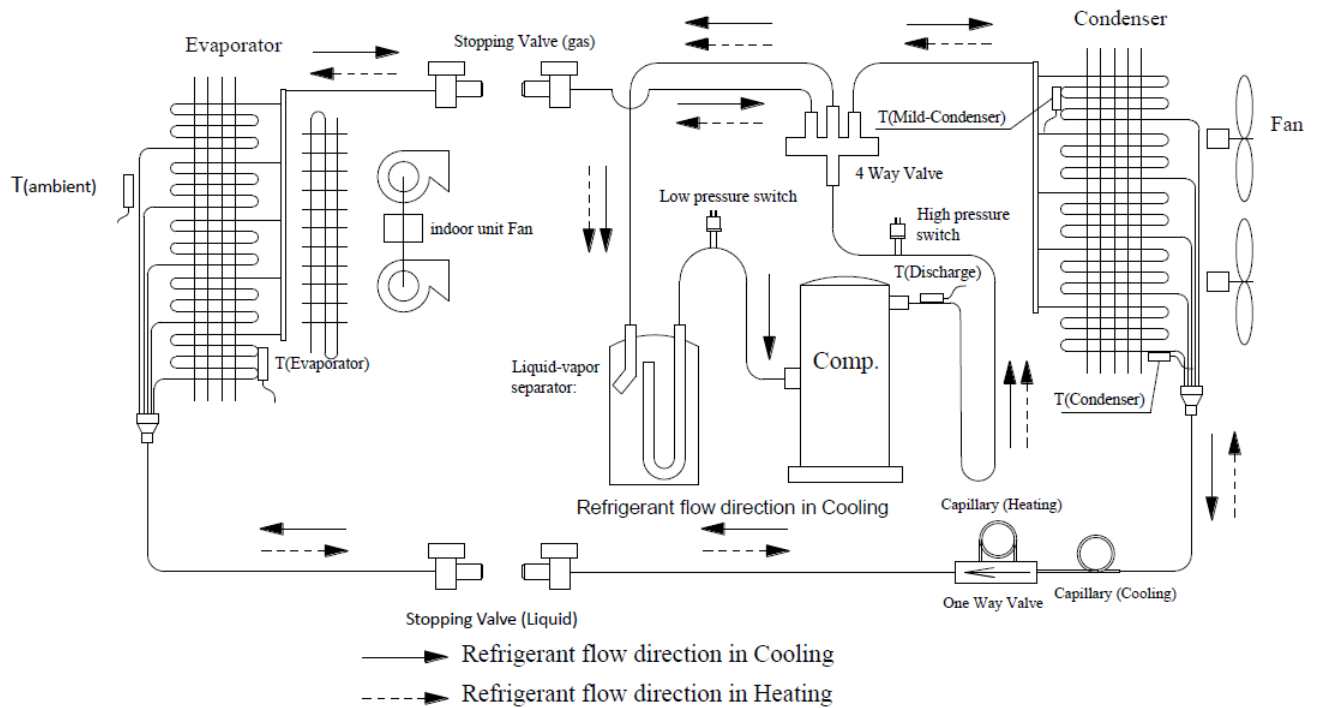 Condenser
Evaporator
Stopping Valve (gas)
T(Mild-Condenser)
Fan
T(ambient)
4 Way Valve
Low pressure switch
High pressure
switch
indoor unit Fan
T(Discharge)
T(Evaporator)
Liquid-vapor
separator:
Comp.
T(Condenser)
Refrigerant flow direction in Cooling
Capillary (Heating)
One Way Valve
Capillary (Cooling)
Stopping Valve (Liquid)
Refrigerant flow direction in Cooling
Refrigerant flow direction in Heating